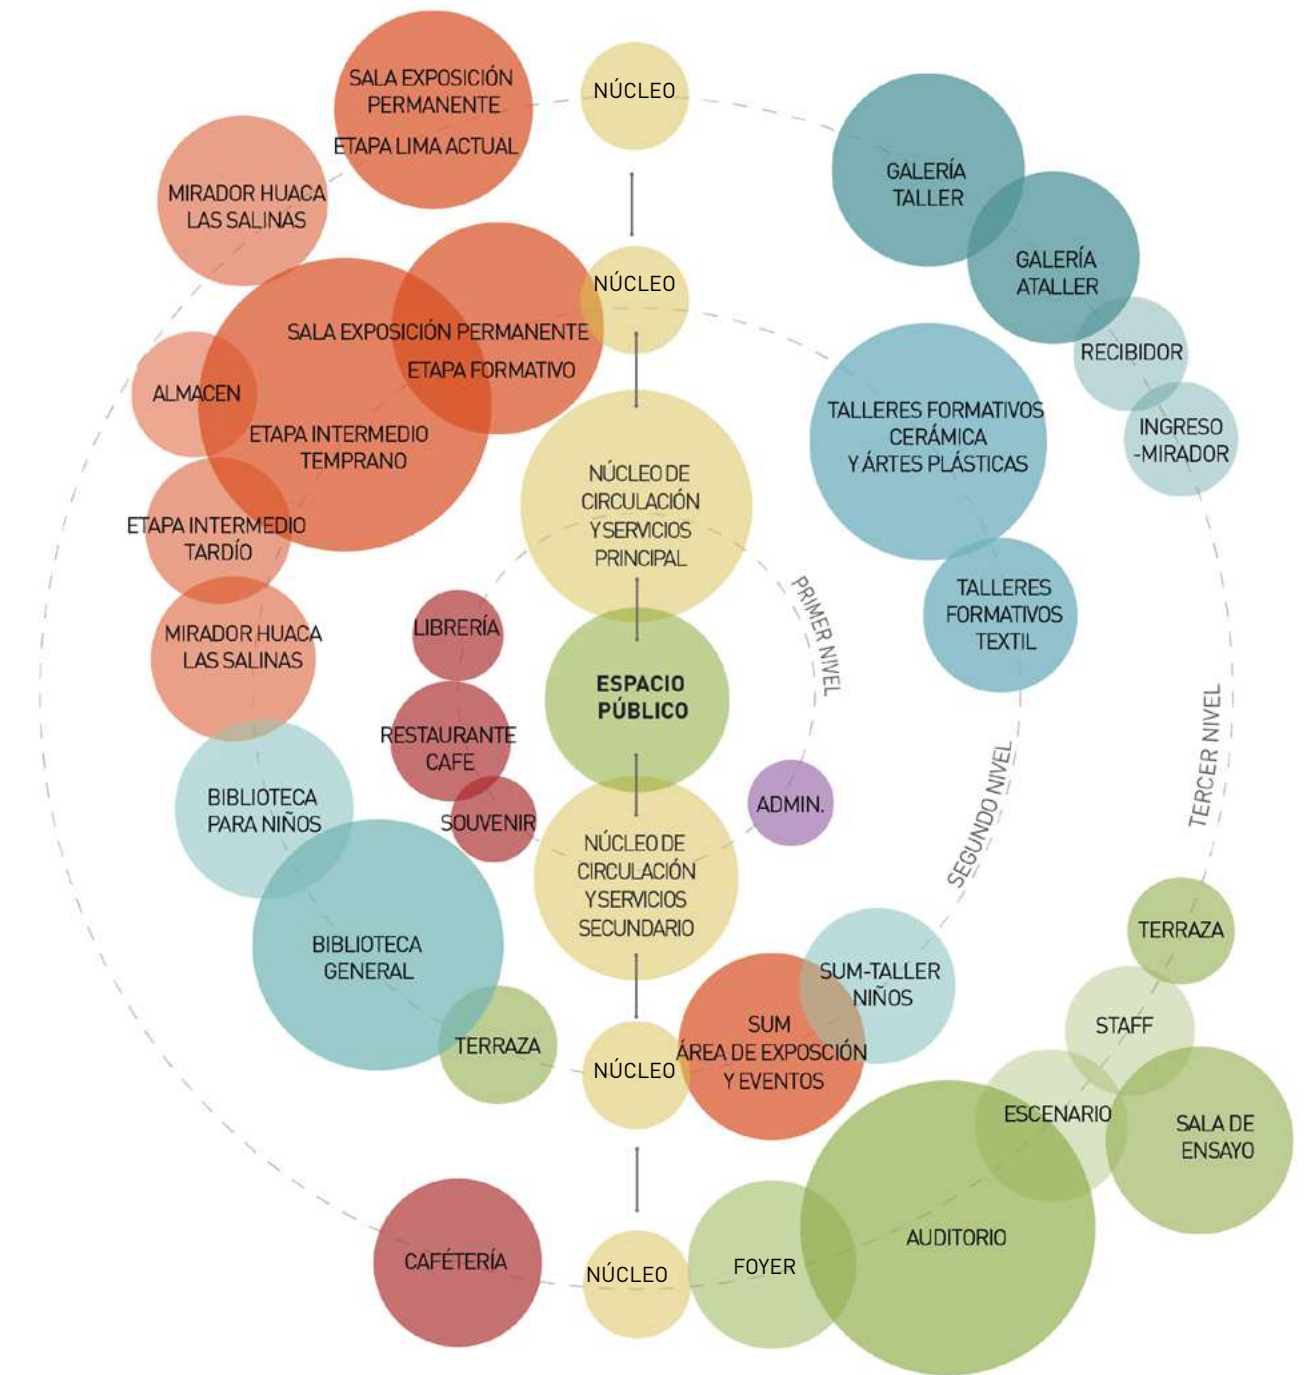 SALA EXPOSICIÓN
PERMANENTE
ETAPA LIMA ACTUAL
NÚCLEO
MIRADOR HUACA
LAS SALINAS
GALERÍA
TALLER
GALERÍA
ATALLER
RECIBIDOR
INGRESO
-MIRADOR
NÚCLEO
SALA EXPOSICIÓN PERMANENTE
ETAPA FORMATIVO
ALMACEN
ETAPA INTERMEDIO
TEMPRANO
TALLERES FORMATIVOS
CERÁMICA
Y ÁRTES PLÁSTICAS
NÚCLEO DE
CIRCULACIÓN
Y SERVICIOS
PRINCIPAL
ETAPA INTERMEDIO
TARDÍO
MIRADOR HUACA
LAS SALINAS
TALLERES
FORMATIVOS
TEXTIL
PRIMER NIVEL
LIBRERÍA
ESPACIO
PÚBLICO
RESTAURANTE
CAFE
SOUVENIR
ADMIN.
SEGUNDO NIVEL
TERCER NIVEL
BIBLIOTECA
PARA NIÑOS
NÚCLEO DE
CIRCULACIÓN
Y SERVICIOS
SECUNDARIO
BIBLIOTECA
GENERAL
TERRAZA
NÚCLEO
SUM
ÁREA DE EXPOSCIÓN
Y EVENTOS
SUM-TALLER
NIÑOS
TERRAZA
STAFF
ESCENARIO
SALA DE
ENSAYO
AUDITORIO
FOYER
NÚCLEO
CAFÉTERÍA